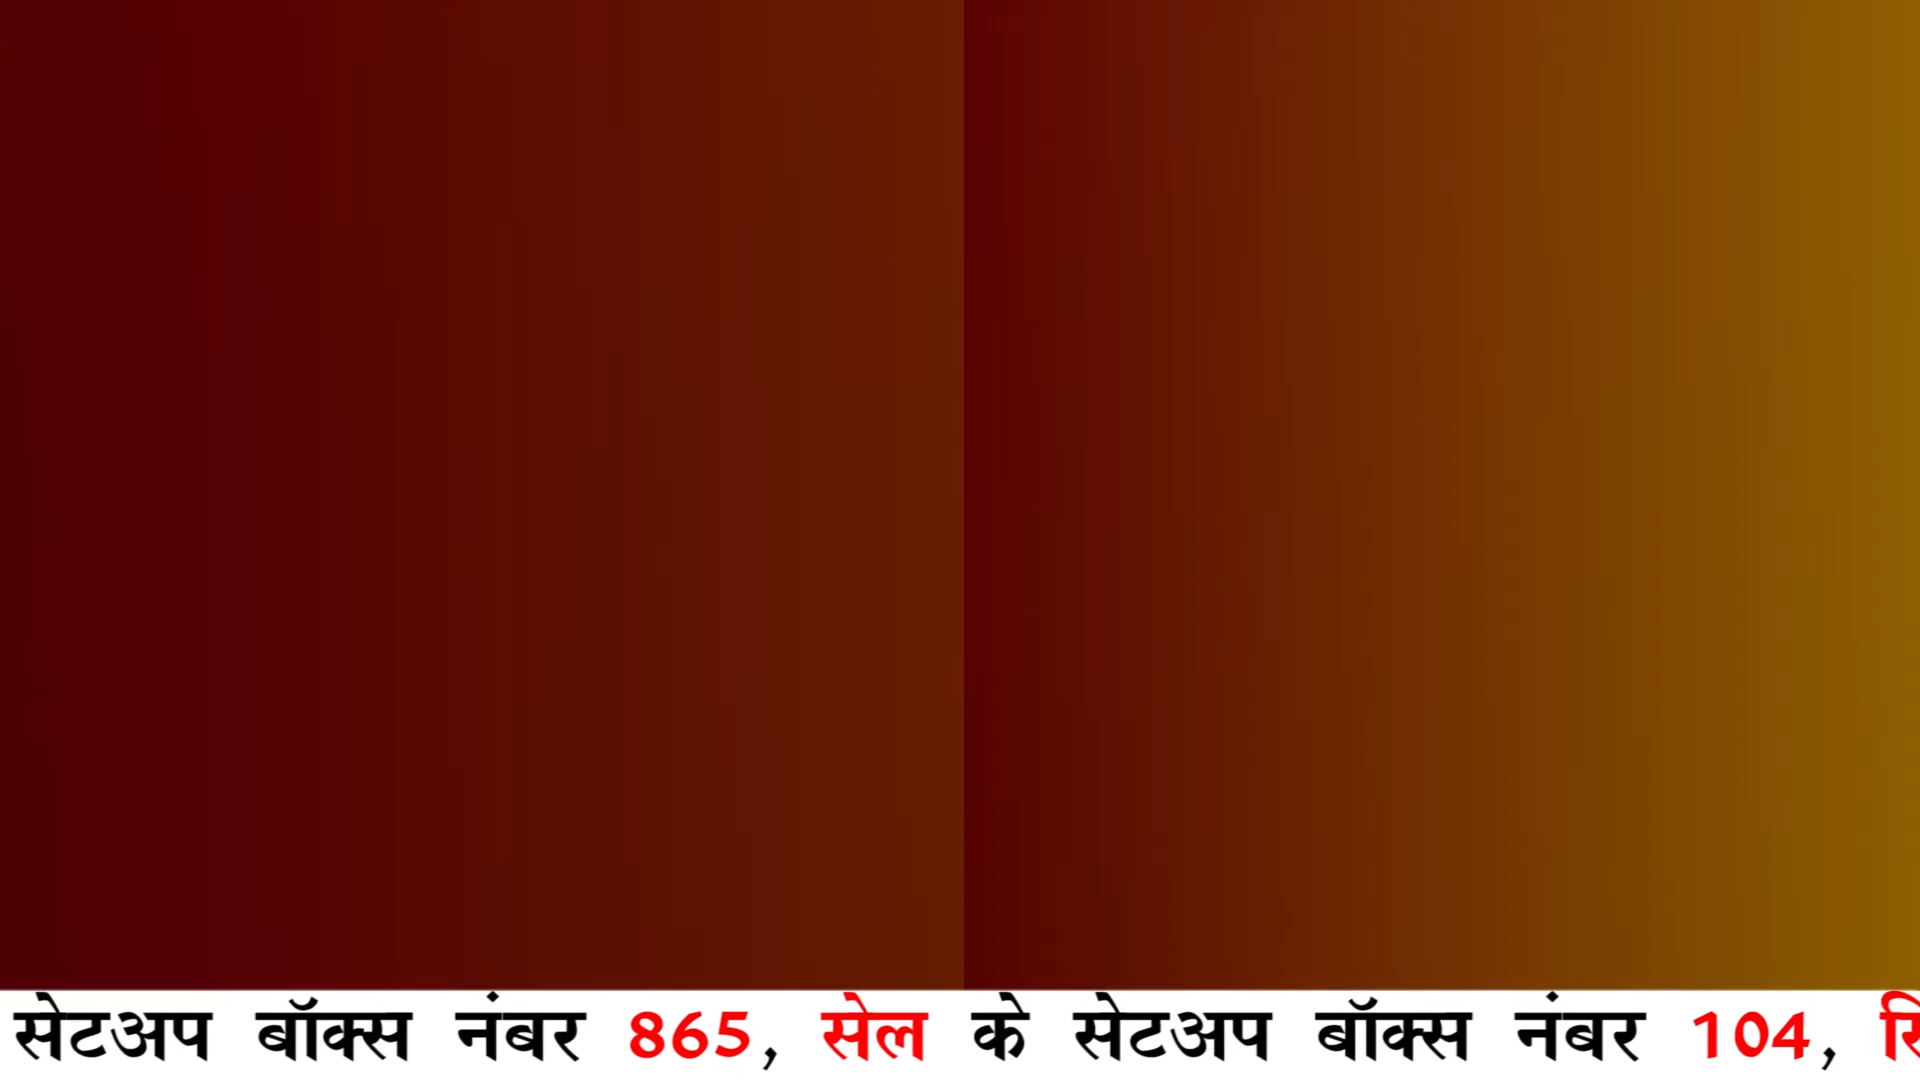 सेटअप बॉक्स नंबर 865, सेल के सेटअप बॉक्स नंबर 104,